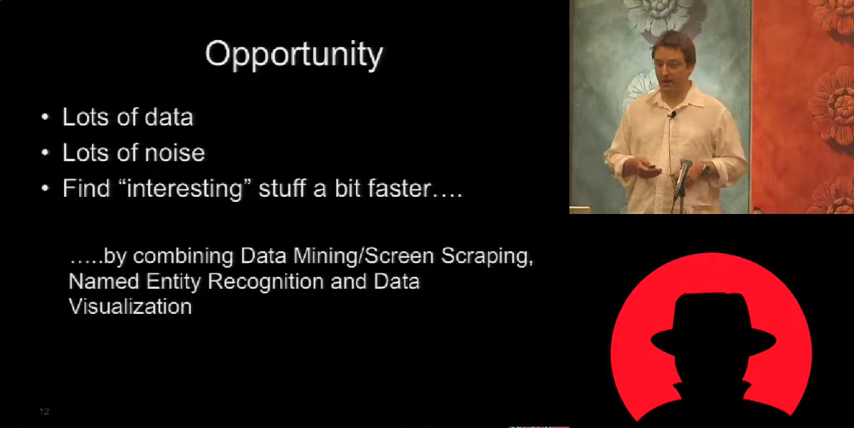 Opportunity
• Lots of data
• Lots of noise
• Find “interesting” stuff a bit faster….
…..by combining Data Mining/Screen Scraping,
Named Entity Recognition and Data
Visualization
12